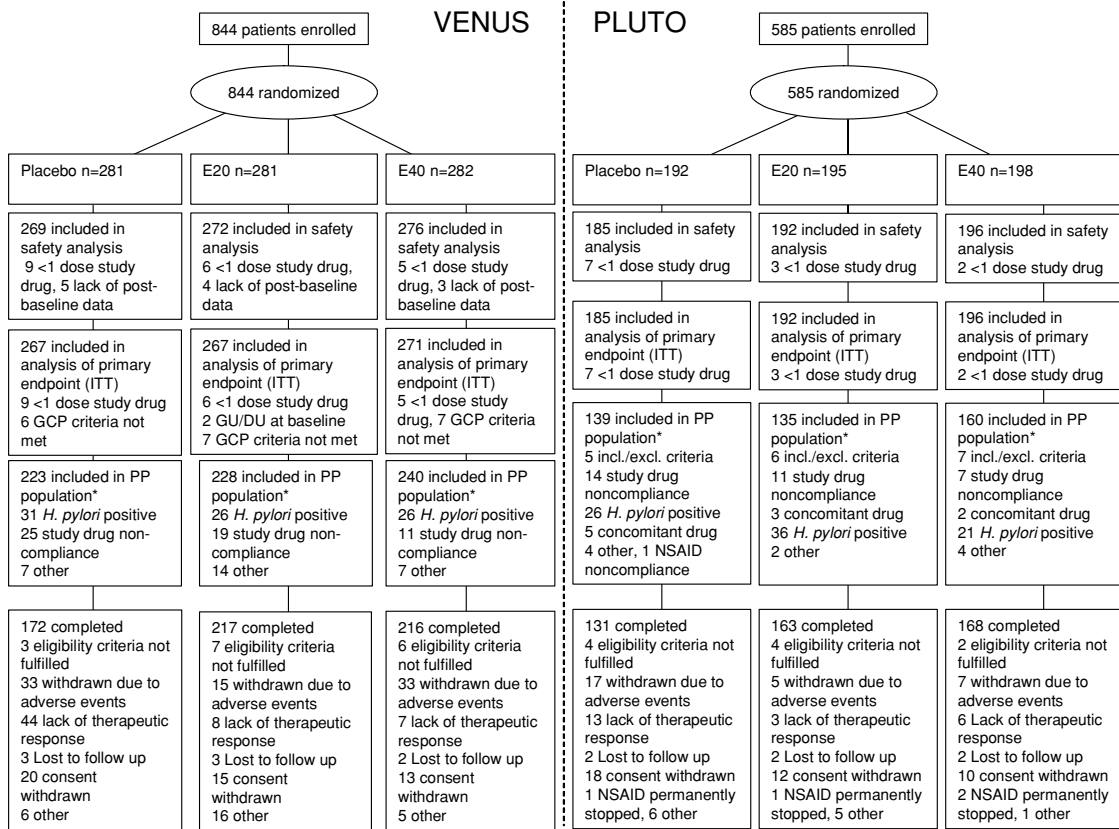 VENUS
844 patients enrolled
844 randomized
Placebo n=281
269 included in
safety analysis
9 <1 dose study
drug, 5 lack of post-
baseline data
267 included in
analysis of primary
endpoint (ITT)
9 <1 dose study drug
6 GCP criteria not
met
223 included in PP
population*
31 H. pylori positive
25 study drug non-
compliance
7 other
172 completed
3 eligibility criteria not
fulfilled
33 withdrawn due to
adverse events
44 lack of therapeutic
response
3 Lost to follow up
20 consent
withdrawn
6 other
E20 n=281
272 included in safety
analysis
6 <1 dose study drug,
4 lack of post-baseline
data
267 included in
analysis of primary
endpoint (ITT)
6 <1 dose study drug
2 GU/DU at baseline
7 GCP criteria not met
228 included in PP
population*
26 H. pylori positive
19 study drug non-
compliance
14 other
217 completed
7 eligibility criteria
not fulfilled
15 withdrawn due to
adverse events
8 lack of therapeutic
response
3 Lost to follow up
15 consent
withdrawn
16 other
E40 n=282
276 included in
safety analysis
5 <1 dose study
drug, 3 lack of post-
baseline data
271 included in
analysis of primary
endpoint (ITT)
5 <1 dose study
drug, 7 GCP
criteria not met
240 included in PP
population*
26 H. pylori positive
11 study drug non-
compliance
7 other
216 completed
6 eligibility criteria
not fulfilled
33 withdrawn due to
adverse events
7 lack of therapeutic
response
2 Lost to follow up
13 consent
withdrawn
5 other
PLUTO
585 patients enrolled
585 randomized
Placebo n=192
185 included in safety
analysis
7 <1 dose study drug
185 included in
analysis of primary
endpoint (ITT)
7 <1 dose study drug
139 included in PP
population*
5 incl./excl. criteria
14 study drug
noncompliance
26 H. pylori positive
5 concomitant drug
4 other, 1 NSAID
noncompliance
131 completed
4 eligibility criteria not
fulfilled
17 withdrawn due to
adverse events
13 lack of therapeutic
response
2 Lost to follow up
18 consent withdrawn
1 NSAID permanently
stopped, 6 other
E20 n=195
192 included in safety
analysis
3 <1 dose study drug
192 included in
analysis of primary
endpoint (ITT)
3 <1 dose study drug
135 included in PP
population*
6 incl./excl. criteria
11 study drug
noncompliance
3 concomitant drug
36 H. pylori positive
2 other
163 completed
4 eligibility criteria not
fulfilled
5 withdrawn due to
adverse events
3 lack of therapeutic
response
2 Lost to follow up
12 consent withdrawn
1 NSAID permanently
stopped, 5 other
E40 n=198
196 included in safety
analysis
2 <1 dose study drug
196 included in
analysis of primary
endpoint (ITT)
2 <1 dose study drug
160 included in PP
population*
7 incl./excl. criteria
7 study drug
noncompliance
2 concomitant drug
21 H. pylori positive
4 other
168 completed
2 eligibility criteria not
fulfilled
7 withdrawn due to
adverse events
6 Lack of therapeutic
response
2 Lost to follow up
10 consent withdrawn
2 NSAID permanently
stopped, 1 other